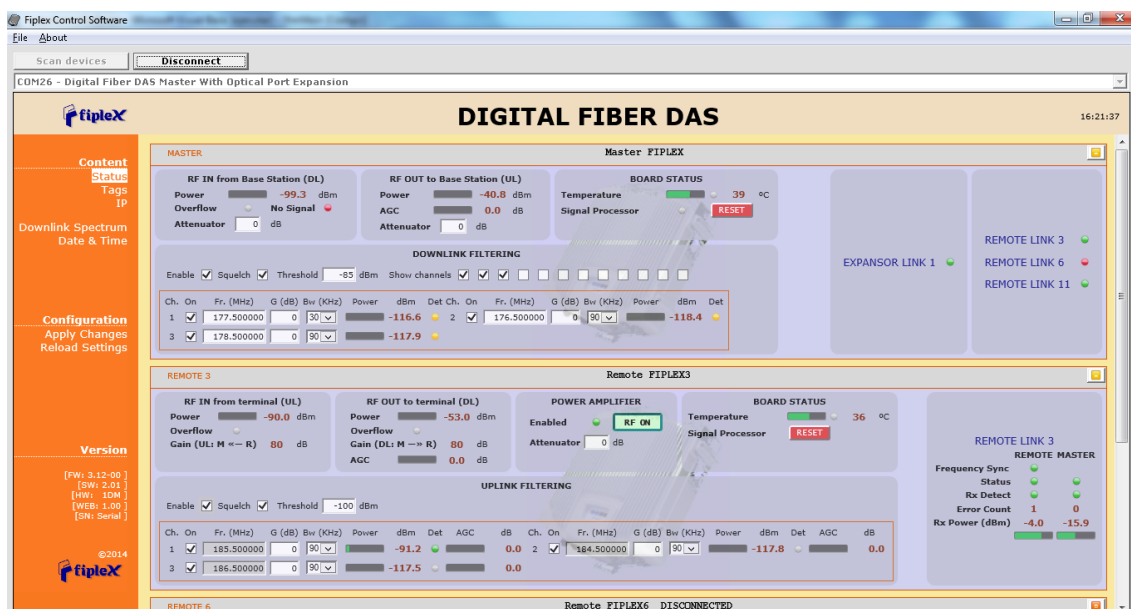 Fiplex Control Software
File About
Scan devices Disconnect
COM26 - Digital Fiber DAS Master With Optical Port Expansion
fipleX
DIGITAL FIBER DAS
16:21:37
Content
Status
Tags
IP
Downlink Spectrum
Date & Time
Configuration
Apply Changes
Reload Settings
Version
[FW: 3.12-00 ]
[SW: 2.01 ]
[HW: 1DM ]
[WEB: 1.00 ]
[SN: Serial ]
©2014
fipleX
MASTER Master FIPLEX
RF IN from Base Station (DL)
Power -99.3 dBm
Overflow No Signal
Attenuator 0 dB
RF OUT to Base Station (UL)
Power -40.8 dBm
AGC 0.0 dB
Attenuator 0 dB
BOARD STATUS
Temperature 39 ºC
Signal Processor RESET
DOWNLINK FILTERING
Enable Squelch Threshold -85 dBm Show channels
Ch. On Fr. (MHz) G (dB) Bw (KHz) Power dBm Det Ch. On Fr. (MHz) G (dB) Bw (KHz) Power dBm Det
1 177.500000 0 30 -116.6 2 176.500000 0 90 -118.4
3 178.500000 0 90 -117.9
EXPANSOR LINK 1
REMOTE LINK 3
REMOTE LINK 6
REMOTE LINK 11
REMOTE 3 Remote FIPLEX3
RF IN from terminal (UL)
Power -90.0 dBm
Overflow
Gain (UL: M «— R) 80 dB
RF OUT to terminal (DL)
Power -53.0 dBm
Overflow
Gain (DL: M —» R) 80 dB
AGC 0.0 dB
POWER AMPLIFIER
Enabled RF ON
Attenuator 0 dB
BOARD STATUS
Temperature 36 ºC
Signal Processor RESET
UPLINK FILTERING
Enable Squelch Threshold -100 dBm
Ch. On Fr. (MHz) G (dB) Bw (KHz) Power dBm Det AGC dB Ch. On Fr. (MHz) G (dB) Bw (KHz) Power dBm Det AGC dB
1 185.500000 0 90 -91.2 0.0 2 184.500000 0 90 -117.8 0.0
3 186.500000 0 90 -117.5 0.0
REMOTE LINK 3
REMOTE MASTER
Frequency Sync
Status
Rx Detect
Error Count 1 0
Rx Power (dBm) -4.0 -15.9
REMOTE 6 Remote FIPLEX6 DISCONNECTED